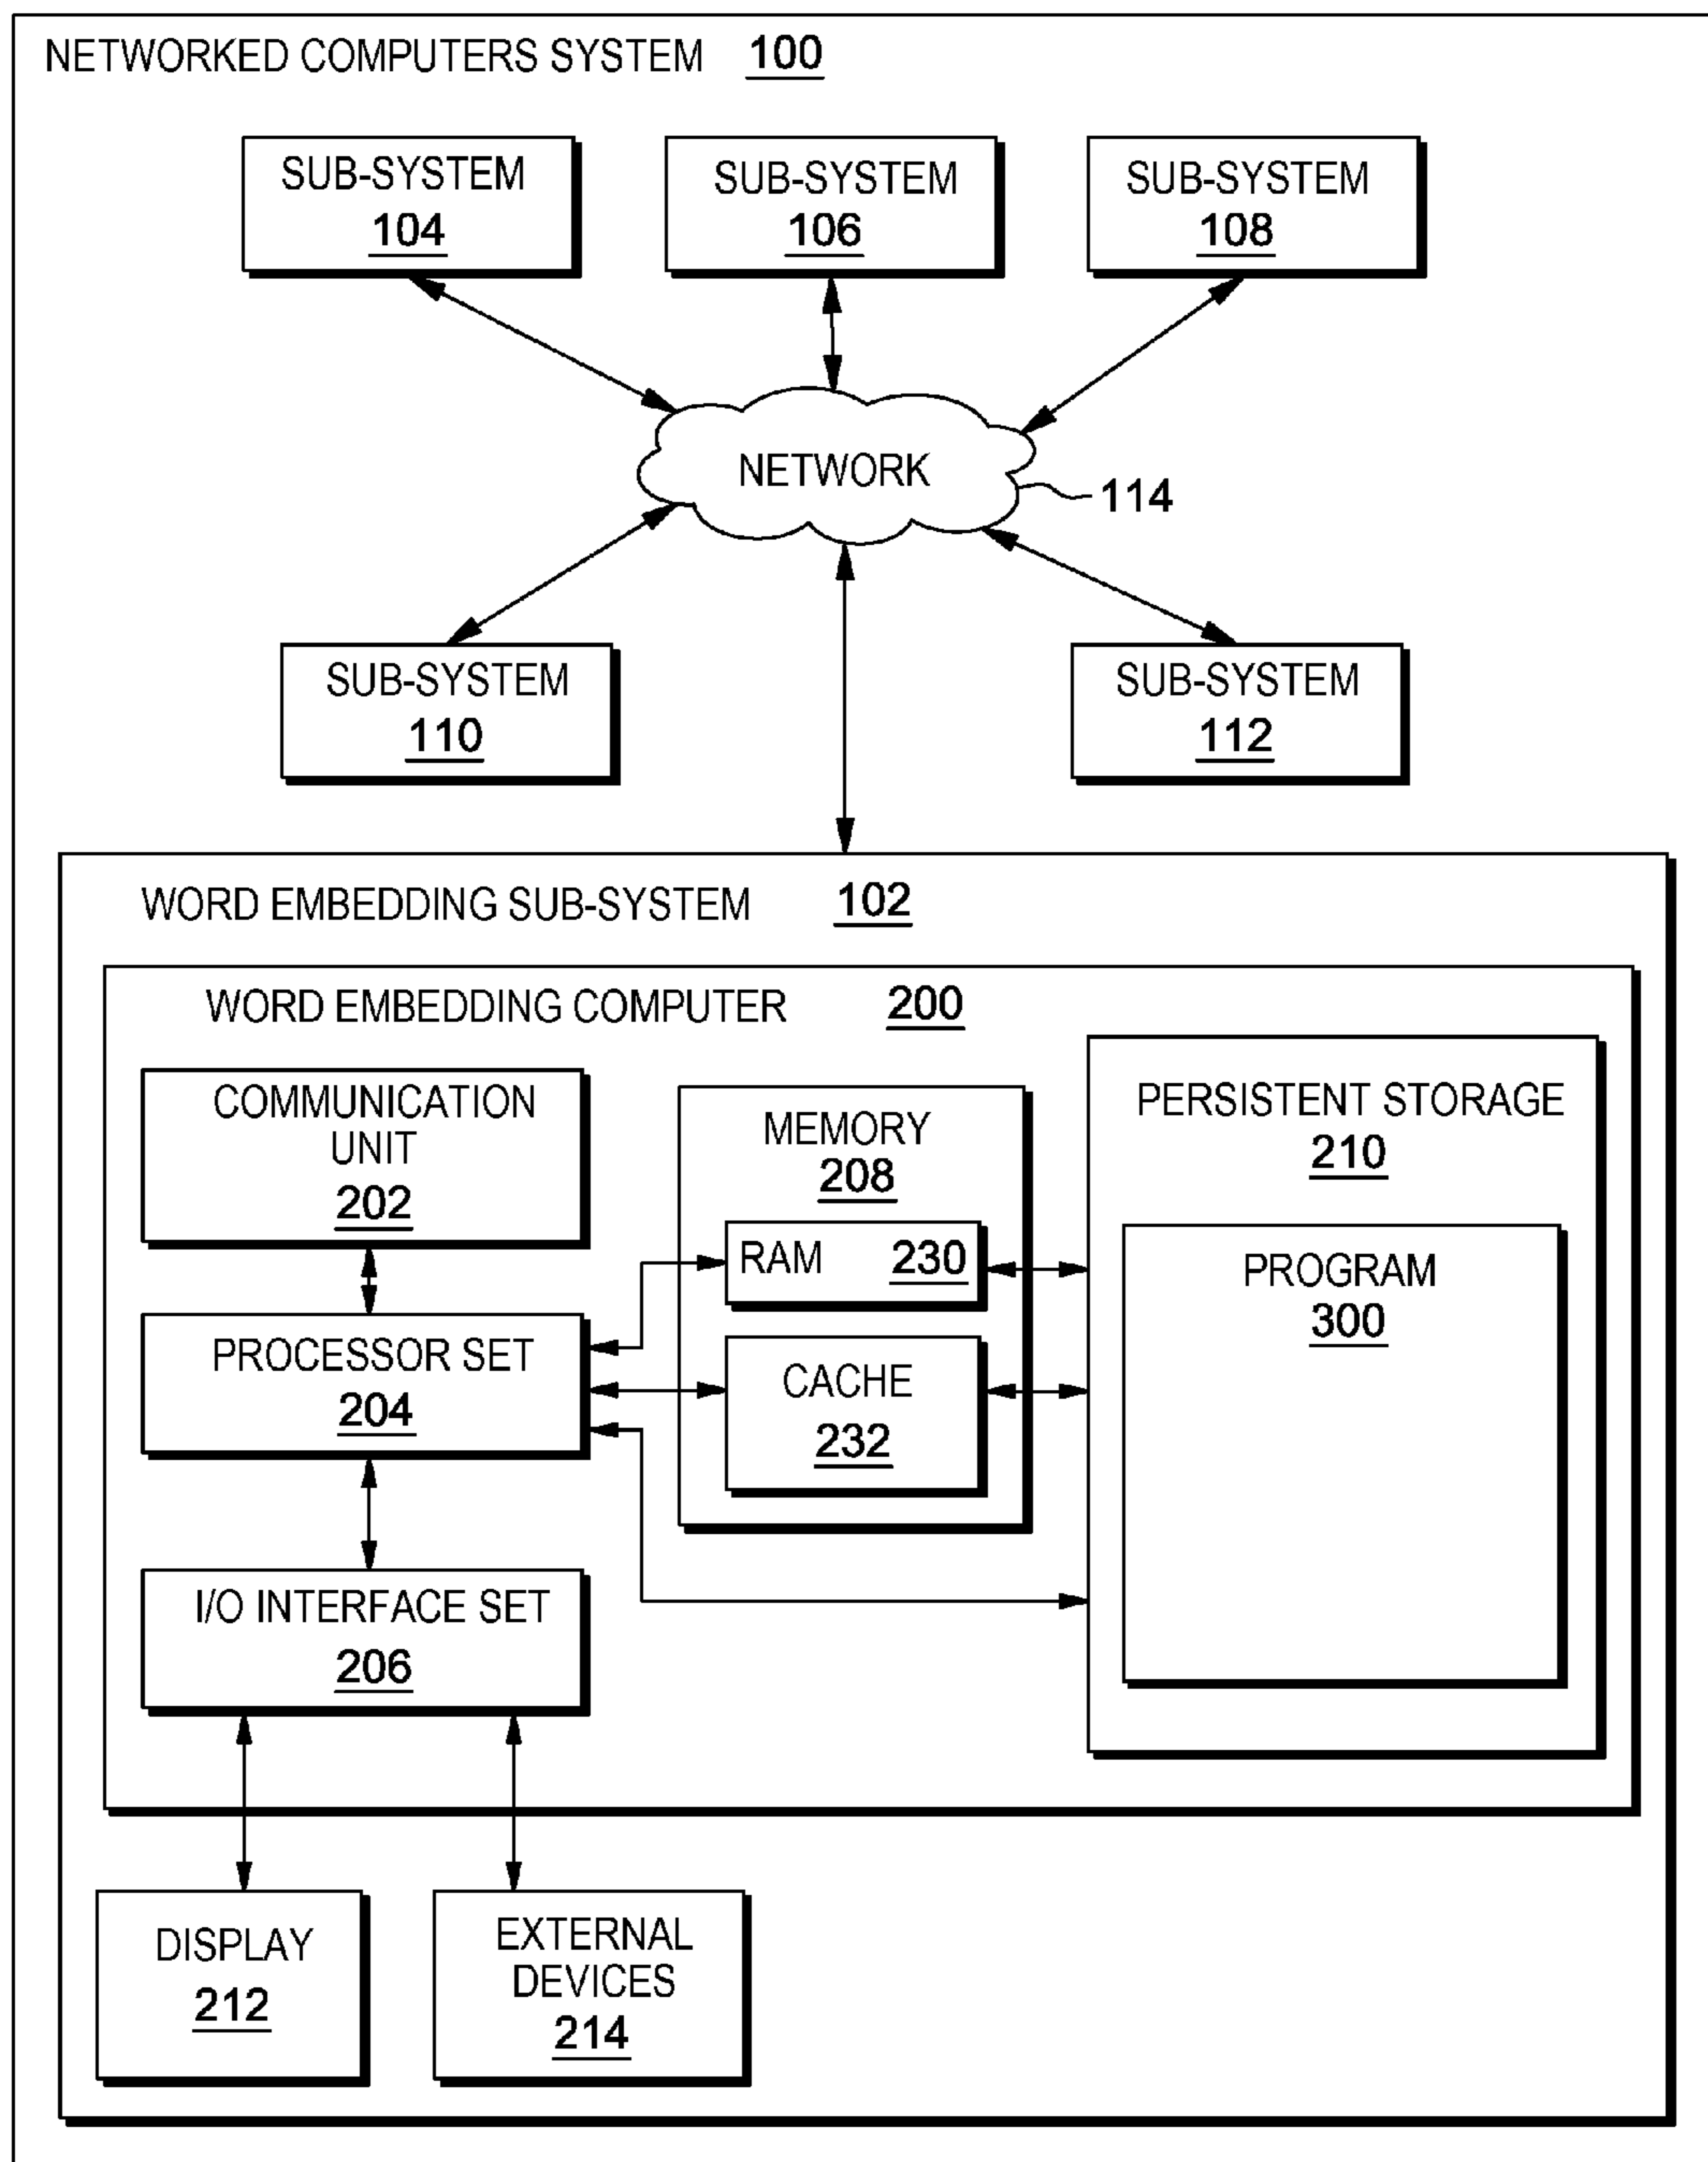 NETWORKED COMPUTERS SYSTEM 100
SUB-SYSTEM
104
SUB-SYSTEM
106
SUB-SYSTEM
108
NETWORK
114
SUB-SYSTEM
110
SUB-SYSTEM
112
WORD EMBEDDING SUB-SYSTEM 102
WORD EMBEDDING COMPUTER 200
COMMUNICATION
UNIT
202
PROCESSOR SET
204
I/O INTERFACE SET
206
MEMORY
208
RAM 230
CACHE
232
PERSISTENT STORAGE
210
PROGRAM
300
DISPLAY
212
EXTERNAL
DEVICES
214